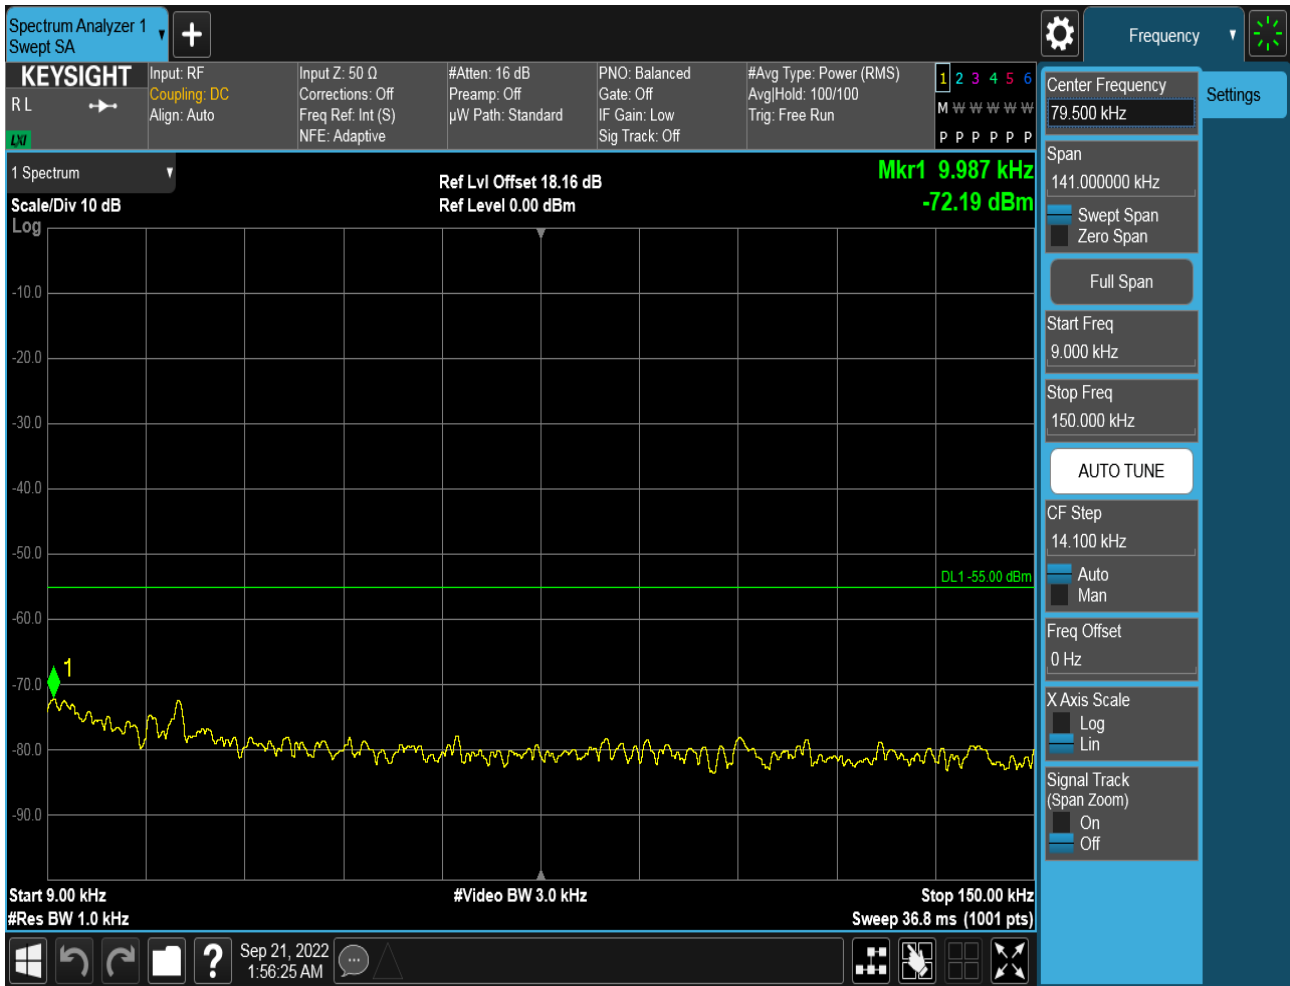 Spectrum Analyzer 1
Swept SA
Frequency
KEYSIGHT
R L
LXI
Input: RF
Coupling: DC
Align: Auto
Input Z: 50 Ω
Corrections: Off
Freq Ref: Int (S)
NFE: Adaptive
#Atten: 16 dB
Preamp: Off
µW Path: Standard
PNO: Balanced
Gate: Off
IF Gain: Low
Sig Track: Off
#Avg Type: Power (RMS)
Avg|Hold: 100/100
Trig: Free Run
1 2 3 4 5 6
M W W W W W
P P P P P P
1 Spectrum
Scale/Div 10 dB
Log
Ref Lvl Offset 18.16 dB
Ref Level 0.00 dBm
Mkr1 9.987 kHz
-72.19 dBm
-10.0
-20.0
-30.0
-40.0
-50.0
DL1 -55.00 dBm
-60.0
1
-70.0
-80.0
-90.0
Start 9.00 kHz
#Video BW 3.0 kHz
Stop 150.00 kHz
#Res BW 1.0 kHz
Sweep 36.8 ms (1001 pts)
?
Sep 21, 2022
1:56:25 AM
Center Frequency
79.500 kHz
Settings
Span
141.000000 kHz
Swept Span
Zero Span
Full Span
Start Freq
9.000 kHz
Stop Freq
150.000 kHz
AUTO TUNE
CF Step
14.100 kHz
Auto
Man
Freq Offset
0 Hz
X Axis Scale
Log
Lin
Signal Track
(Span Zoom)
On
Off